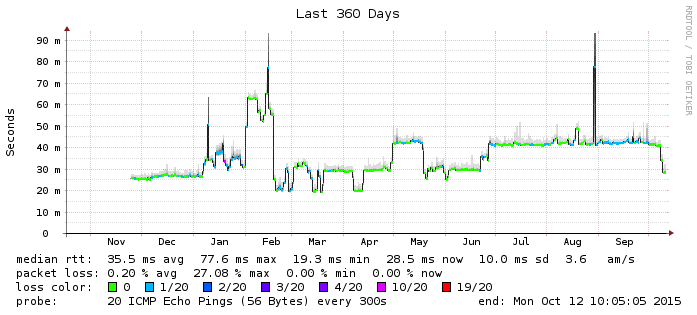 Last 360 Days
RRDTOOL / TOBI OETIKER
Seconds
90 m
80 m
70 m
60 m
50 m
40 m
30 m
20 m
10 m
0
Nov Dec Jan Feb Mar Apr May Jun Jul Aug Sep
median rtt: 35.5 ms avg 77.6 ms max 19.3 ms min 28.5 ms now 10.0 ms sd 3.6 am/s
packet loss: 0.20 % avg 27.08 % max 0.00 % min 0.00 % now
loss color: 0 1/20 2/20 3/20 4/20 10/20 19/20
probe: 20 ICMP Echo Pings (56 Bytes) every 300s end: Mon Oct 12 10:05:05 2015